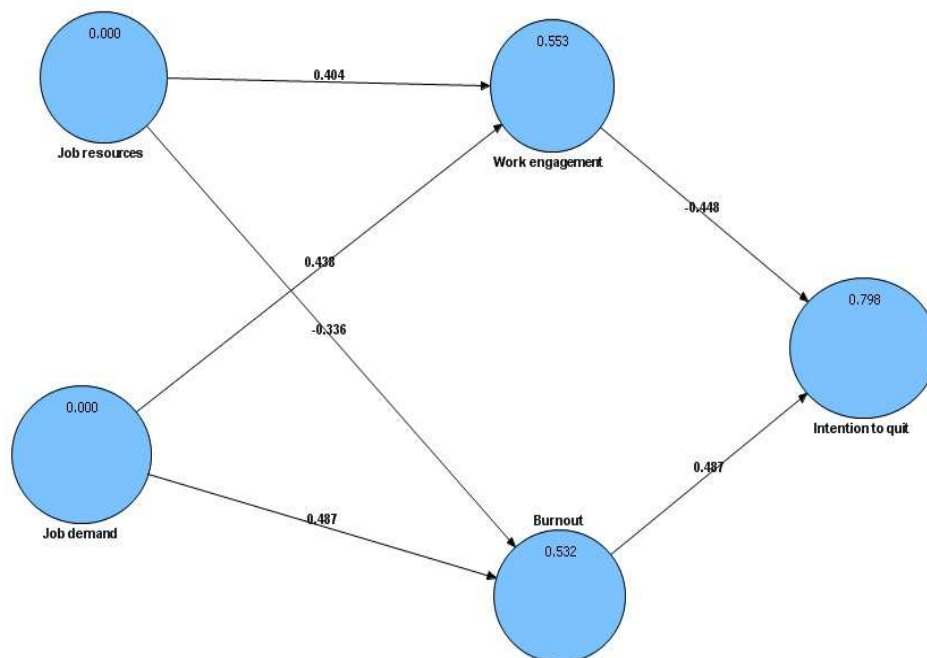 0.000
0.553
0.404
Job resources
Work engagement
-0.448
0.438
0.798
-0.336
0.000
Intention to quit
0.487
0.487
Burnout
Job demand
0.532